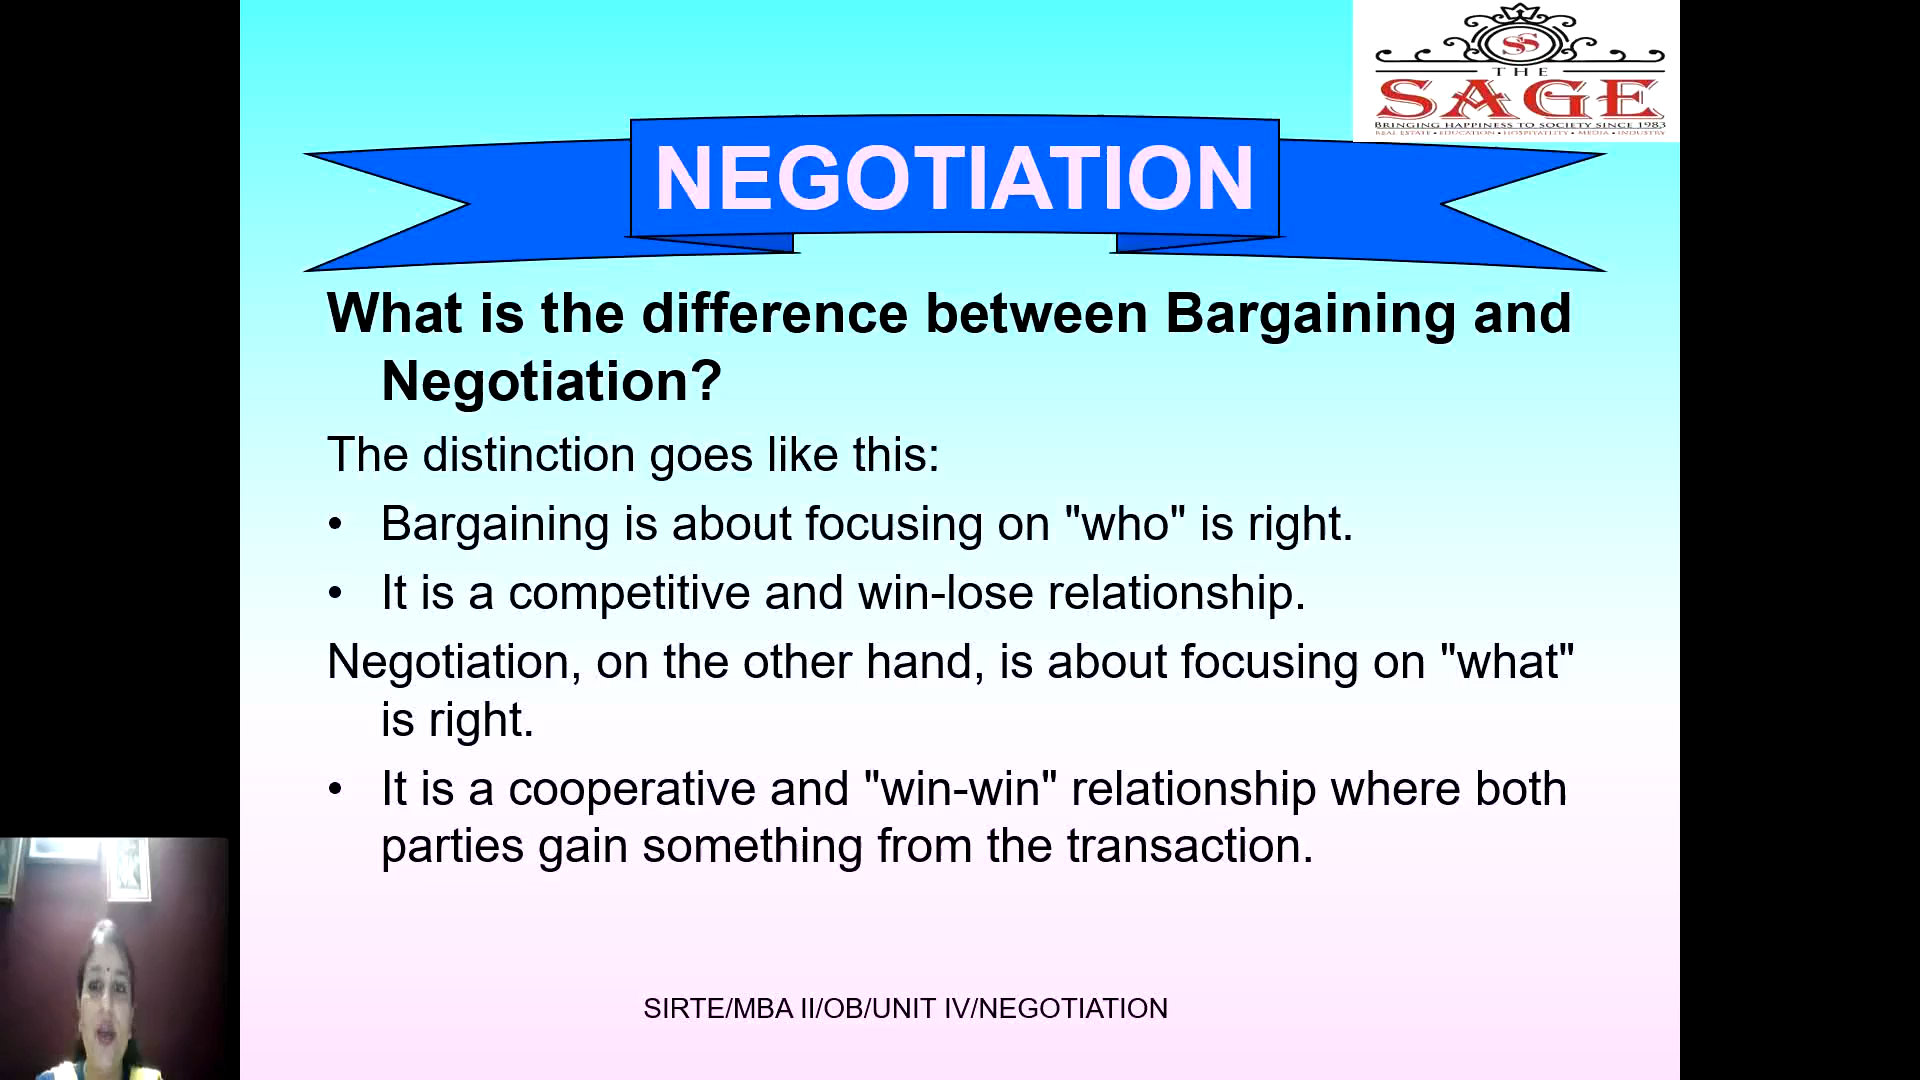 SS
THE
SAGE
BRINGING HAPPINESS TO SOCIETY SINCE 1983
REAL ESTATE • EDUCATION • HOSPITALITY • MEDIA • INDUSTRY
NEGOTIATION
What is the difference between Bargaining and
Negotiation?
The distinction goes like this:
• Bargaining is about focusing on "who" is right.
• It is a competitive and win-lose relationship.
Negotiation, on the other hand, is about focusing on "what"
is right.
• It is a cooperative and "win-win" relationship where both
parties gain something from the transaction.
SIRTE/MBA II/OB/UNIT IV/NEGOTIATION